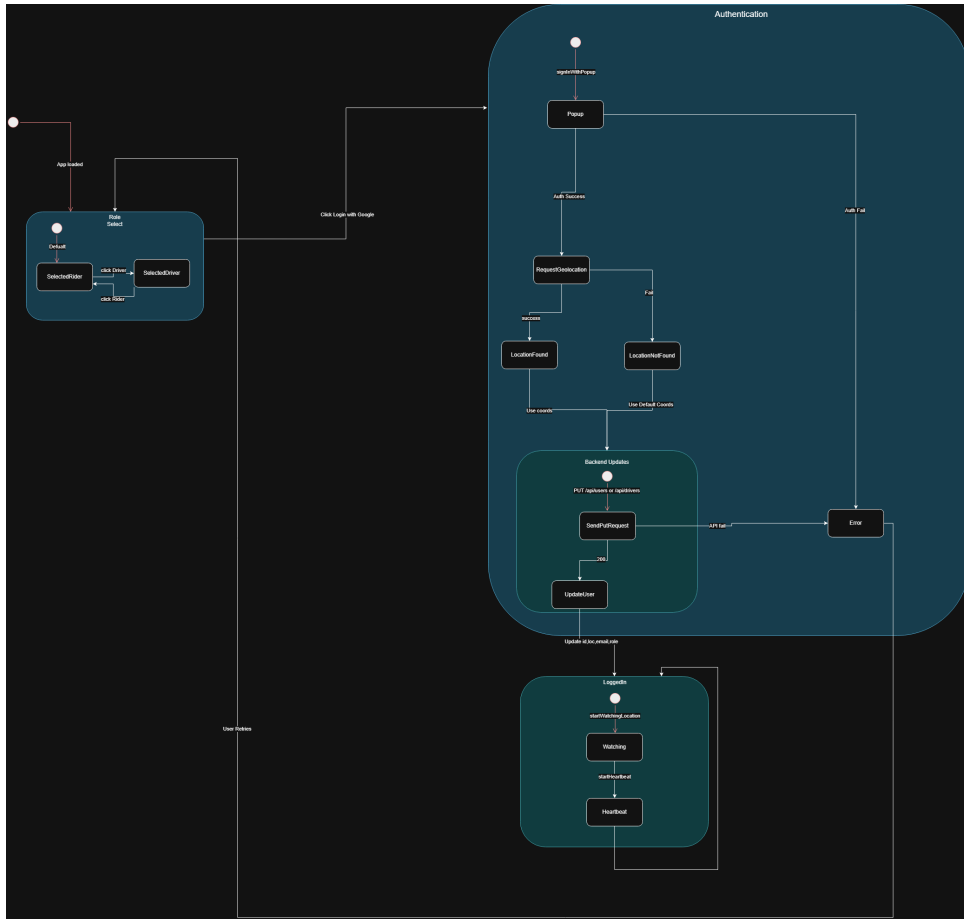 Authentication
signInWithPopup
Popup
App loaded
Role
Select
Click Login with Google
Auth Success
Auth Fail
Defualt
SelectedRider
click Driver
SelectedDriver
click Rider
RequestGeolocation
Fail
success
LocationFound
LocationNotFound
Use coords
Use Default Coords
Backend Updates
PUT /api/users or /api/drivers
SendPutRequest
API fail
Error
200
UpdateUser
Update id,loc,email,role
LoggedIn
startWatchingLocation
User Retries
Watching
startHeartbeat
Heartbeat